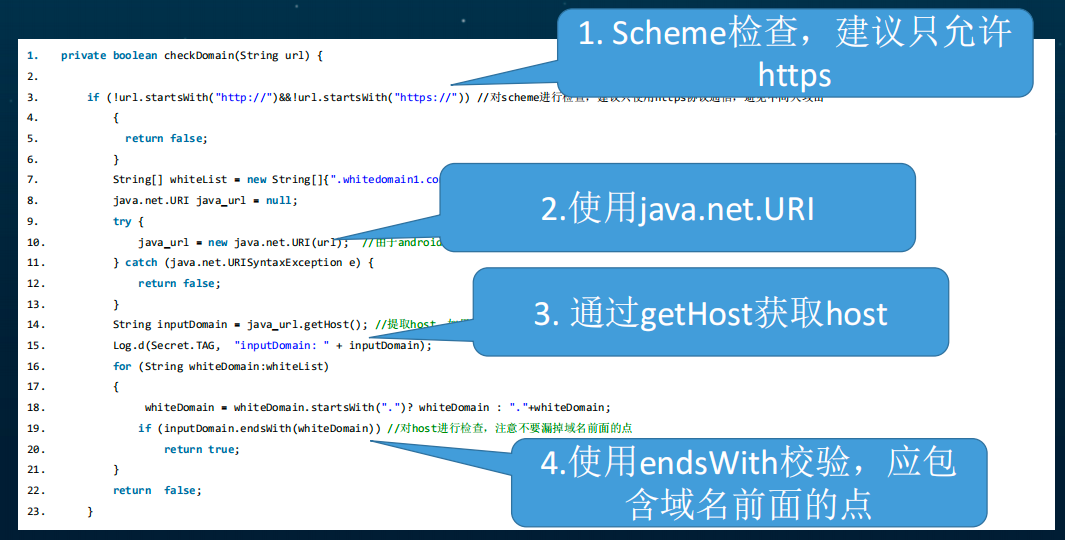 1. Scheme检查，建议只允许
https
1. private boolean checkDomain(String url) {
2.
3. if (!url.startsWith("http://")&&!url.startsWith("https://")) //对scheme进行检查，建议只使用https协议通信，避免中间人攻击
4. {
5. return false;
6. }
7. String[] whiteList = new String[]{".whitedomain1.co
2.使用java.net.URI
8. java.net.URI java_url = null;
9. try {
10. java_url = new java.net.URI(url); //由于android
11. } catch (java.net.URISyntaxException e) {
12. return false;
13. }
3. 通过getHost获取host
14. String inputDomain = java_url.getHost(); //提取host
15. Log.d(Secret.TAG, "inputDomain: " + inputDomain);
16. for (String whiteDomain:whiteList)
17. {
18. whiteDomain = whiteDomain.startsWith(".")? whiteDomain : "."+whiteDomain;
19. if (inputDomain.endsWith(whiteDomain)) //对host进行检查，注意不要漏掉域名前面的点
20. return true;
4.使用endsWith校验，应包
含域名前面的点
21. }
22. return false;
23. }